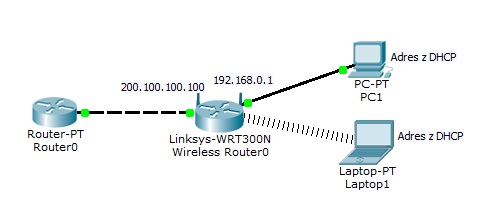 Adres z DHCP
PC-PT
PC1
192.168.0.1
200.100.100.100
Router-PT
Router0
Linksys-WRT300N
Wireless Router0
Adres z DHCP
Laptop-PT
Laptop1